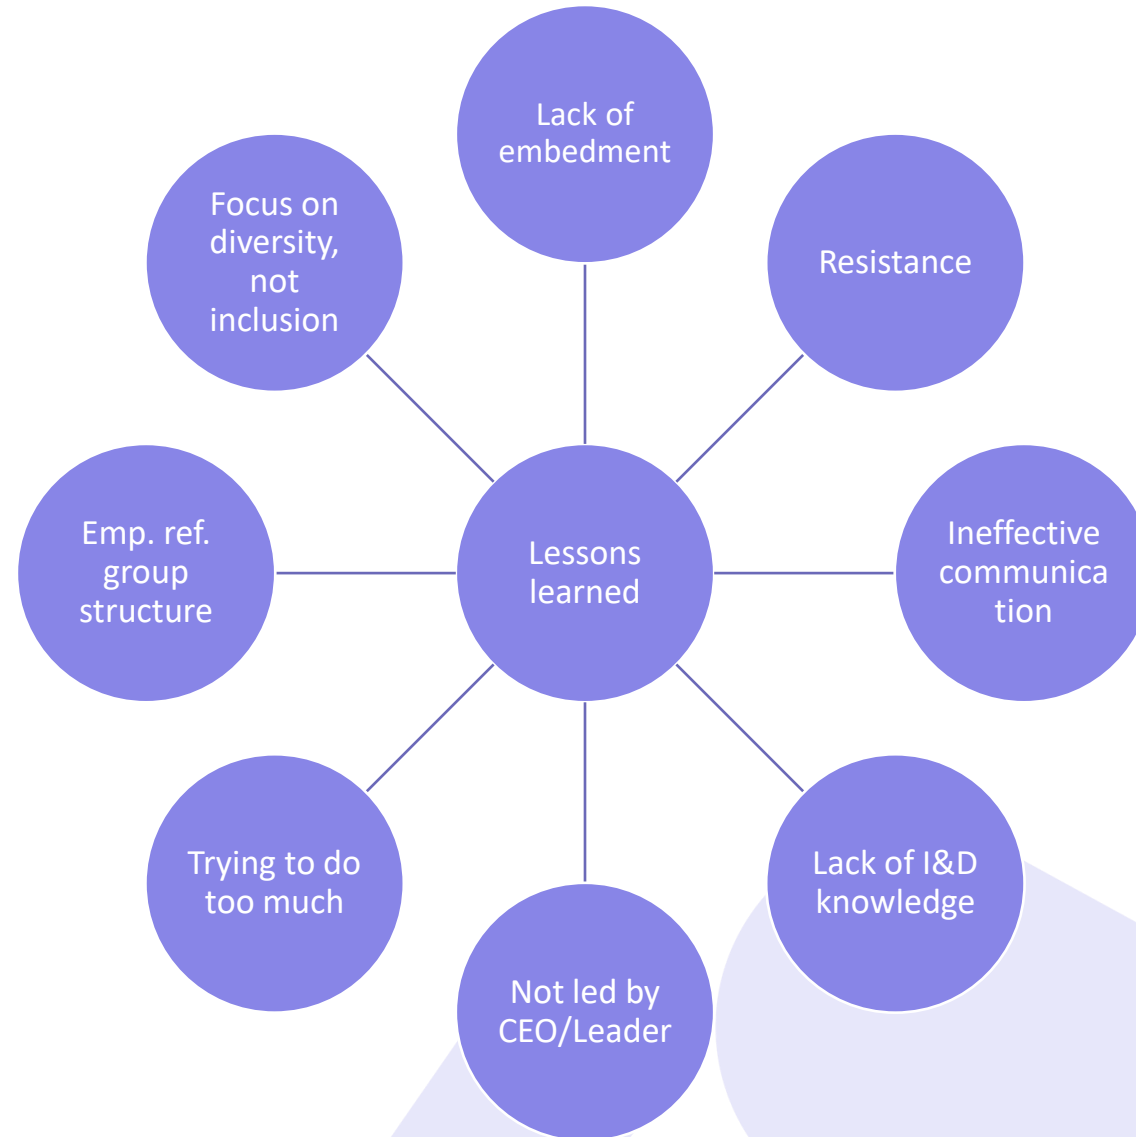 Lack of
embedment
Resistance
Ineffective
communica
tion
Lack of I&D
knowledge
Not led by
CEO/Leader
Trying to do
too much
Emp. ref.
group
structure
Focus on
diversity,
not
inclusion
Lessons
learned